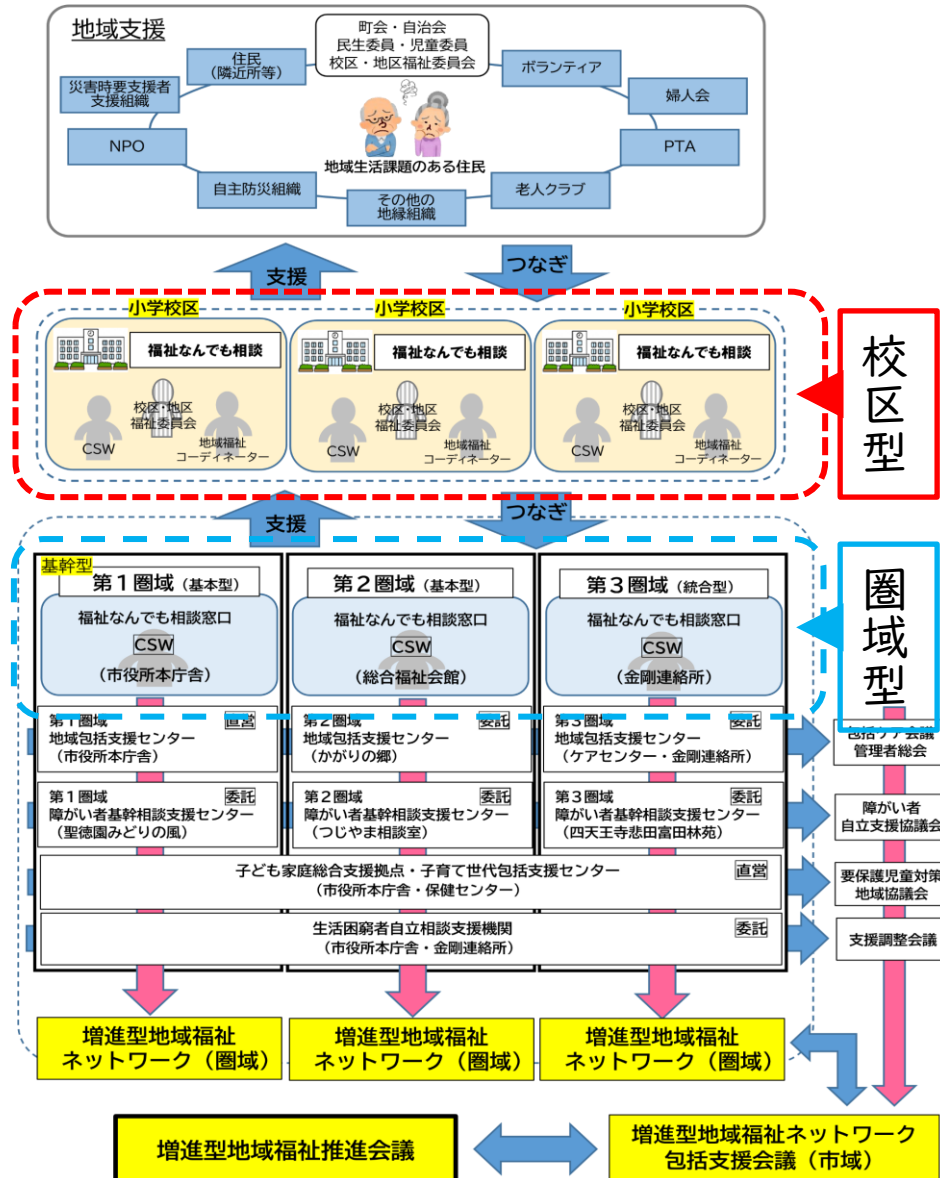 地域支援
町会・自治会
民生委員・児童委員
校区・地区福祉委員会
住民
(隣近所等)
ボランティア
災害時要支援者
支援組織
婦人会
NPO
PTA
地域生活課題のある住民
自主防災組織
老人クラブ
その他の
地縁組織
支援
つなぎ
小学校区
小学校区
小学校区
福祉なんでも相談
福祉なんでも相談
福祉なんでも相談
校区・地区
福祉委員会
CSW
地域福祉
コーディネーター
校区・地区
福祉委員会
CSW
地域福祉
コーディネーター
校区・地区
福祉委員会
CSW
地域福祉
コーディネーター
校区型
支援
つなぎ
基幹型
第1圏域(基本型)
第2圏域(基本型)
第3圏域(統合型)
福祉なんでも相談窓口
CSW
(市役所本庁舎)
福祉なんでも相談窓口
CSW
(総合福祉会館)
福祉なんでも相談窓口
CSW
(金剛連絡所)
圏域型
第1圏域 直営
地域包括支援センター
(市役所本庁舎)
第2圏域 委託
地域包括支援センター
(かがりの郷)
第3圏域 委託
地域包括支援センター
(ケアセンター・金剛連絡所)
包括ケア会議
管理者総会
第1圏域 委託
障がい者基幹相談支援センター
(聖徳園みどりの風)
第2圏域 委託
障がい者基幹相談支援センター
(つじやま相談室)
第3圏域 委託
障がい者基幹相談支援センター
(四天王寺悲田富田林苑)
障がい者
自立支援協議会
子ども家庭総合支援拠点・子育て世代包括支援センター 直営
(市役所本庁舎・保健センター)
要保護児童対策
地域協議会
生活困窮者自立相談支援機関 委託
(市役所本庁舎・金剛連絡所)
支援調整会議
増進型地域福祉
ネットワーク(圏域)
増進型地域福祉
ネットワーク(圏域)
増進型地域福祉
ネットワーク(圏域)
増進型地域福祉推進会議
増進型地域福祉ネットワーク
包括支援会議(市域)